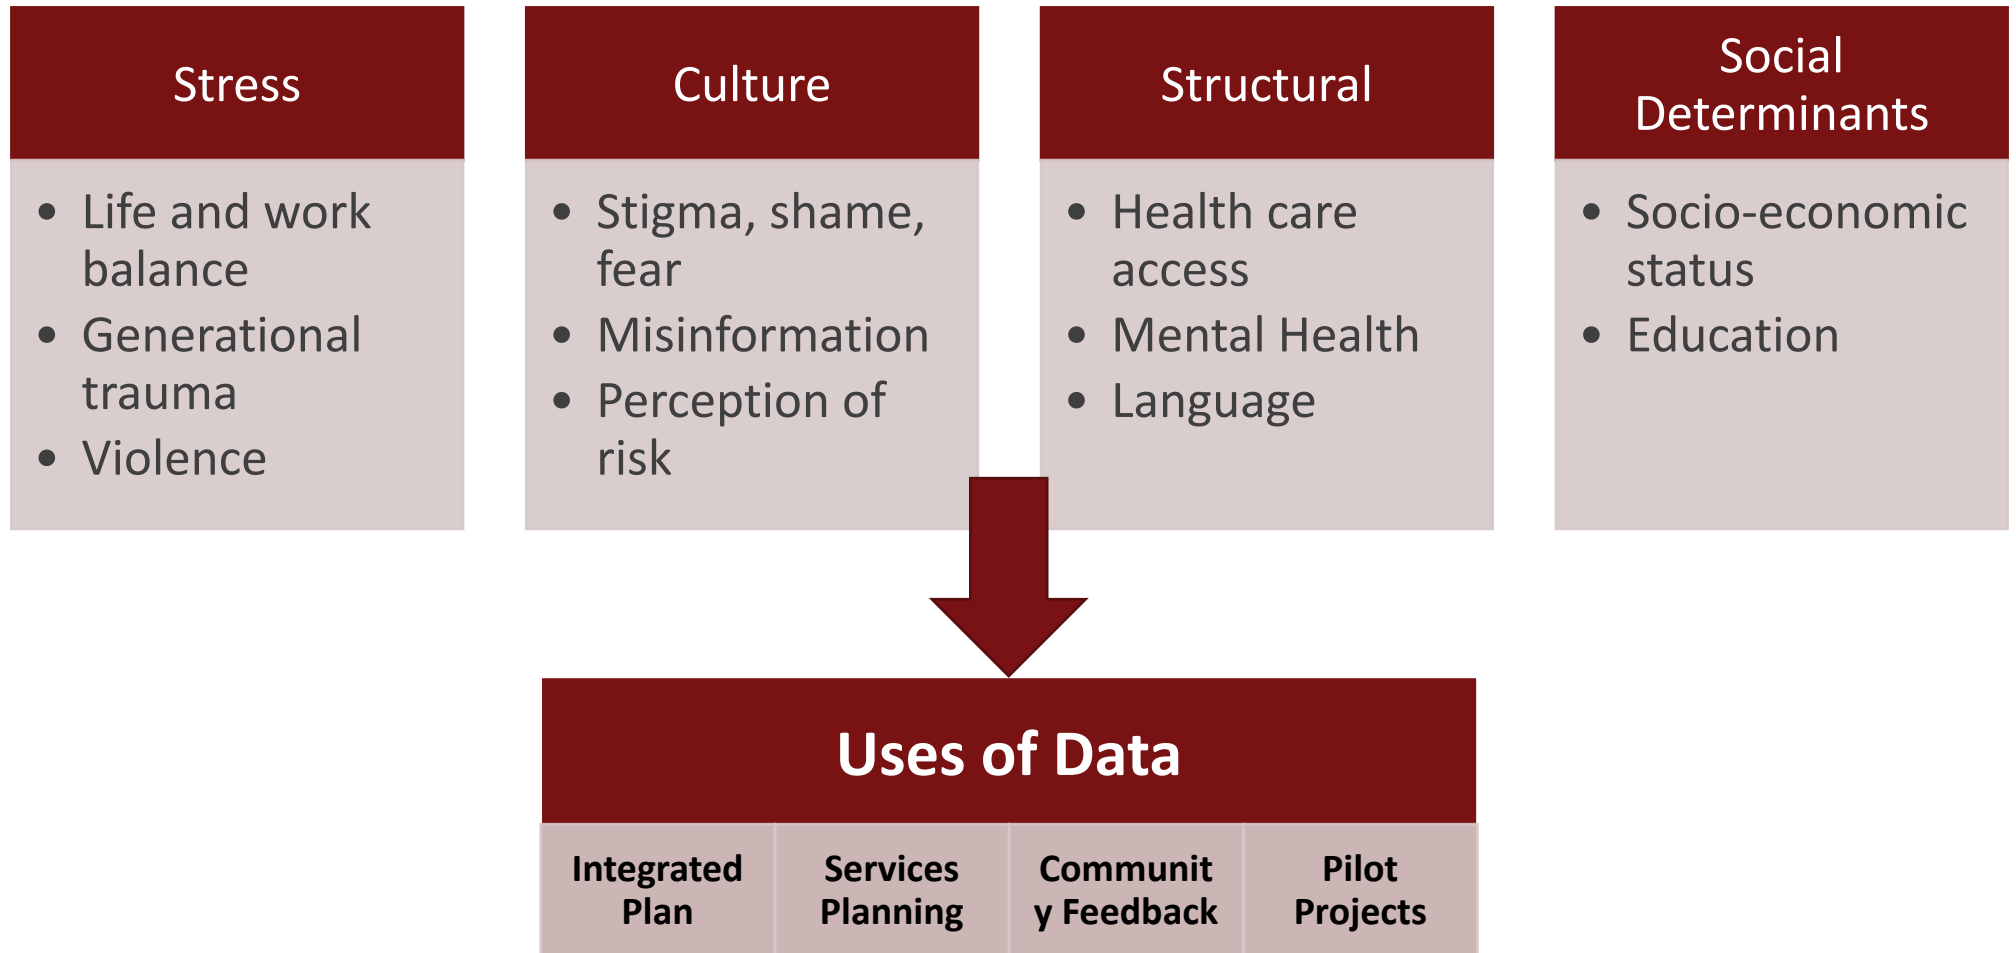 Stress
• Life and work
balance
• Generational
trauma
• Violence
Culture
• Stigma, shame,
fear
• Misinformation
• Perception of
risk
Structural
• Health care
access
• Mental Health
• Language
Social
Determinants
• Socio-economic
status
• Education
Uses of Data
Integrated
Plan
Services
Planning
Communit
y Feedback
Pilot
Projects